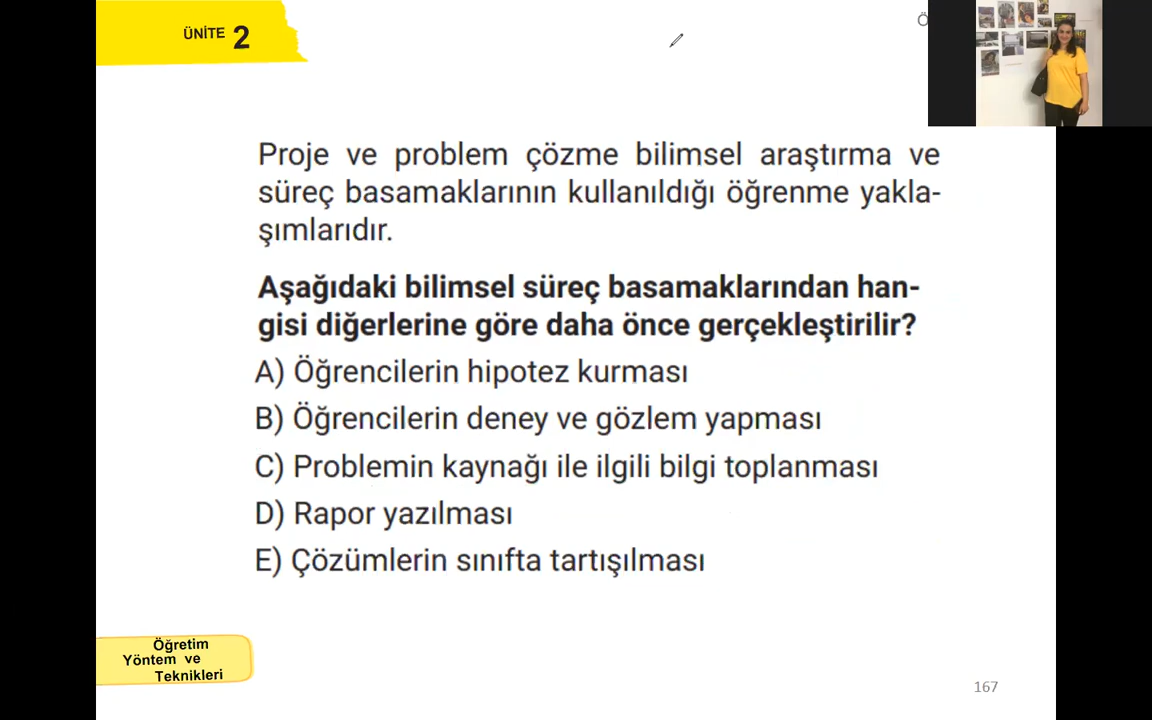 ÜNİTE 2
Ö
Proje ve problem çözme bilimsel araştırma ve
süreç basamaklarının kullanıldığı öğrenme yakla-
şımlarıdır.
Aşağıdaki bilimsel süreç basamaklarından han-
gisi diğerlerine göre daha önce gerçekleştirilir?
A) Öğrencilerin hipotez kurması
B) Öğrencilerin deney ve gözlem yapması
C) Problemin kaynağı ile ilgili bilgi toplanması
D) Rapor yazılması
E) Çözümlerin sınıfta tartışılması
Öğretim
Yöntem ve
Teknikleri
167